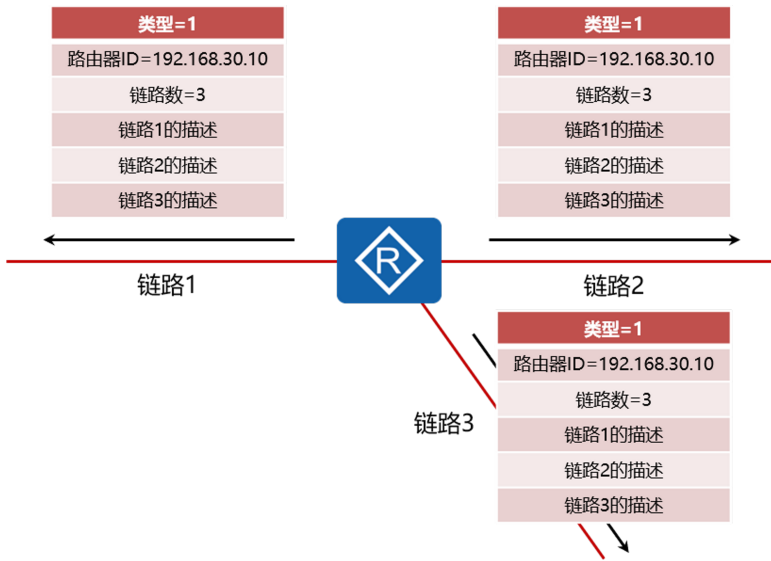 类型=1
路由器ID=192.168.30.10
链路数=3
链路1的描述
链路2的描述
链路3的描述
类型=1
路由器ID=192.168.30.10
链路数=3
链路1的描述
链路2的描述
链路3的描述
R
链路1
链路2
链路3
类型=1
路由器ID=192.168.30.10
链路数=3
链路1的描述
链路2的描述
链路3的描述